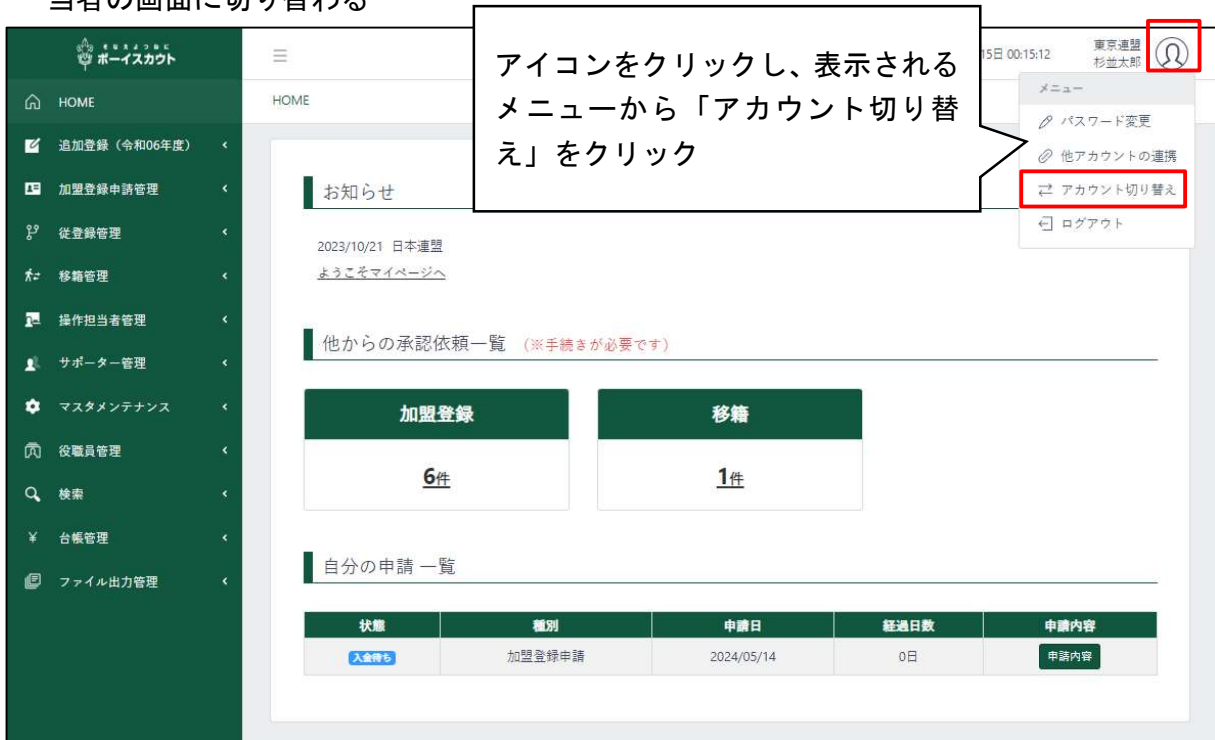 当者の画面に切り替わる
そなえよつねに
ボーイスカウト
アイコンをクリックし、表示される
メニューから「アカウント切り替
え」をクリック
15日 00:15:12
東京連盟
杉並太郎
HOME
追加登録（令和06年度）
加盟登録申請管理
従登録管理
移籍管理
操作担当者管理
サポーター管理
マスタメンテナンス
役職員管理
検索
台帳管理
ファイル出力管理
HOME
メニュー
パスワード変更
他アカウントの連携
アカウント切り替え
ログアウト
お知らせ
2023/10/21 日本連盟
ようこそマイページへ
他からの承認依頼一覧 （※手続きが必要です）
加盟登録 移籍
6件 1件
自分の申請 一覧
状態 種別 申請日 経過日数 申請内容
入金待ち 加盟登録申請 2024/05/14 0日 申請内容